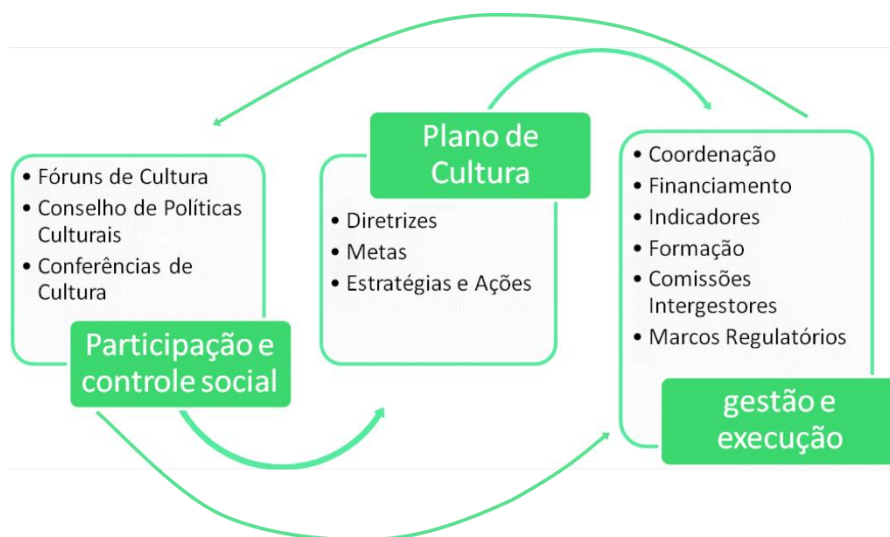 • Fóruns de Cultura
• Conselho de Políticas
Culturais
• Conferências de
Cultura
Participação e
controle social
Plano de
Cultura
• Diretrizes
• Metas
• Estratégias e Ações
• Coordenação
• Financiamento
• Indicadores
• Formação
• Comissões
Intergestores
• Marcos Regulatórios
gestão e
execução